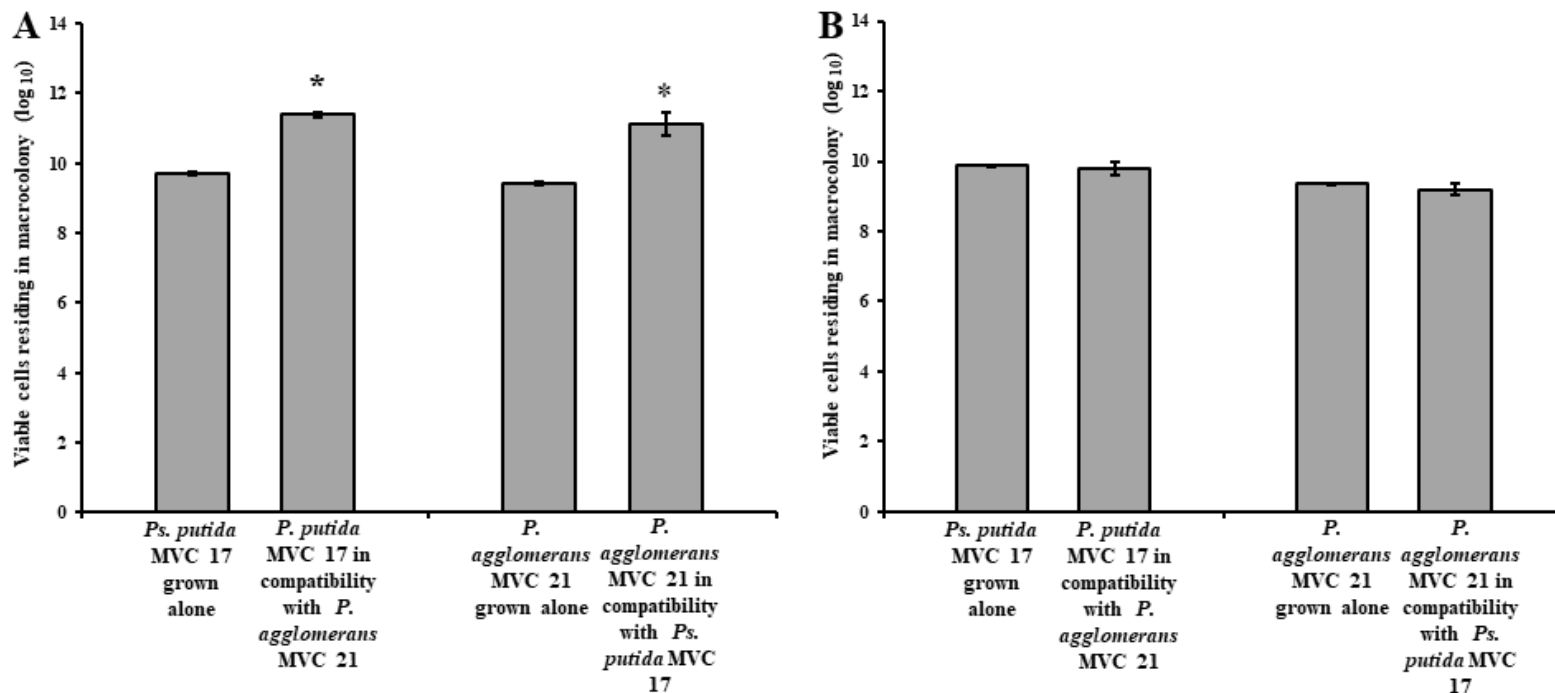 A
Viable cells residing in macrocolony (log 10)
14
12
10
8
6
4
2
0
*
*
Ps. putida
MVC 17
grown
alone
P. putida
MVC 17 in
compatibility
with P.
agglomerans
MVC 21
P.
agglomerans
MVC 21
grown alone
P.
agglomerans
MVC 21 in
compatibility
with Ps.
putida MVC
17
B
Viable cells residing in macrocolony (log 10)
14
12
10
8
6
4
2
0
Ps. putida
MVC 17
grown
alone
P. putida
MVC 17 in
compatibility
with P.
agglomerans
MVC 21
P.
agglomerans
MVC 21
grown alone
P.
agglomerans
MVC 21 in
compatibility
with Ps.
putida MVC
17